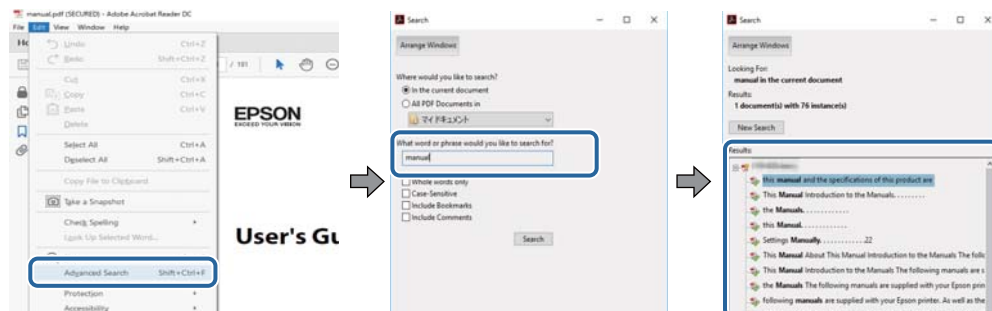 manual.pdf (SECURED) - Adobe Acrobat Reader DC
File Edit View Window Help
Undo Ctrl+Z
Redo Shift+Ctrl+Z
Cut Ctrl+X
Copy Ctrl+C
Paste Ctrl+V
Delete
Select All Ctrl+A
Deselect All Shift+Ctrl+A
Copy File to Clipboard
Take a Snapshot
Check Spelling
Look Up Selected Word...
Advanced Search Shift+Ctrl+F
Protection
Accessibility
/ 181
EPSON
EXCEED YOUR VISION
User's Gu
Search
Arrange Windows
Where would you like to search?
In the current document
All PDF Documents in
マイ ドキュメント
What word or phrase would you like to search for?
manual
Whole words only
Case-Sensitive
Include Bookmarks
Include Comments
Search
Search
Arrange Windows
Looking For:
manual in the current document
Results:
1 document(s) with 76 instance(s)
New Search
Results:
this manual and the specifications of this product are
This Manual Introduction to the Manuals. . . . . . . .
the Manuals. . . . . . . . . . . .
this Manual. . . . . . . . . . . .
Settings Manually. . . . . . . . . . . .22
This Manual About This Manual Introduction to the Manuals The follo
This Manual Introduction to the Manuals The following manuals are s
the Manuals The following manuals are supplied with your Epson prin
following manuals are supplied with your Epson printer. As well as the